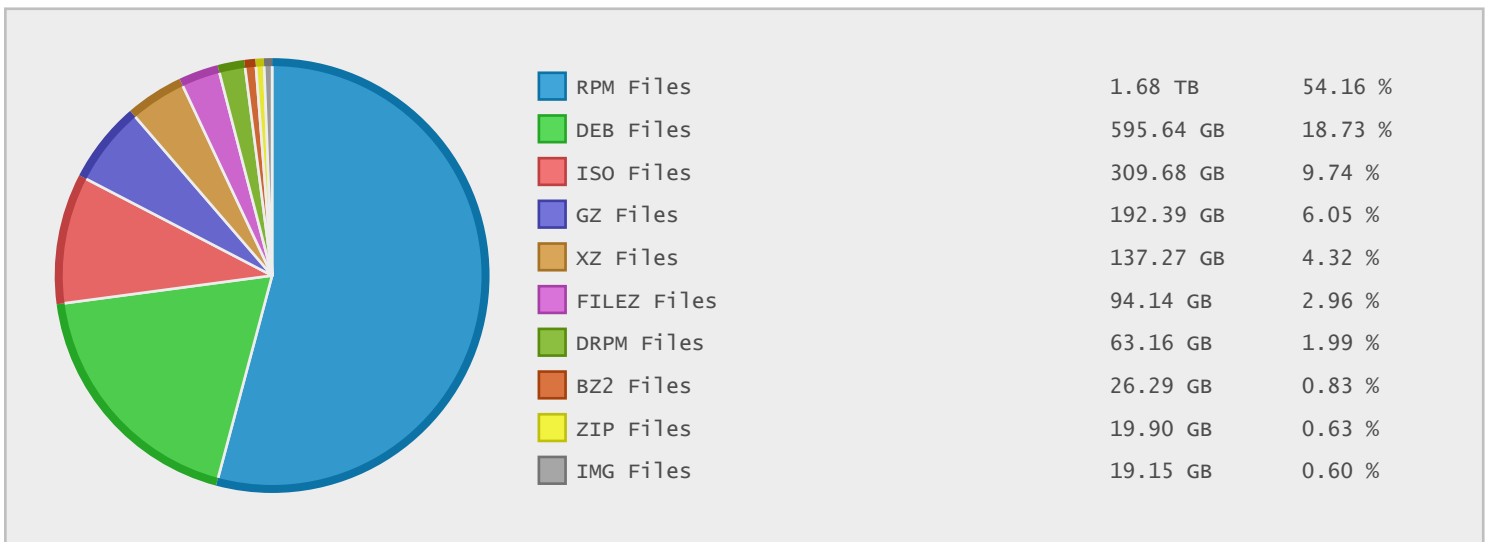 RPM Files 1.68 TB 54.16 %
DEB Files 595.64 GB 18.73 %
ISO Files 309.68 GB 9.74 %
GZ Files 192.39 GB 6.05 %
XZ Files 137.27 GB 4.32 %
FILEZ Files 94.14 GB 2.96 %
DRPM Files 63.16 GB 1.99 %
BZ2 Files 26.29 GB 0.83 %
ZIP Files 19.90 GB 0.63 %
IMG Files 19.15 GB 0.60 %